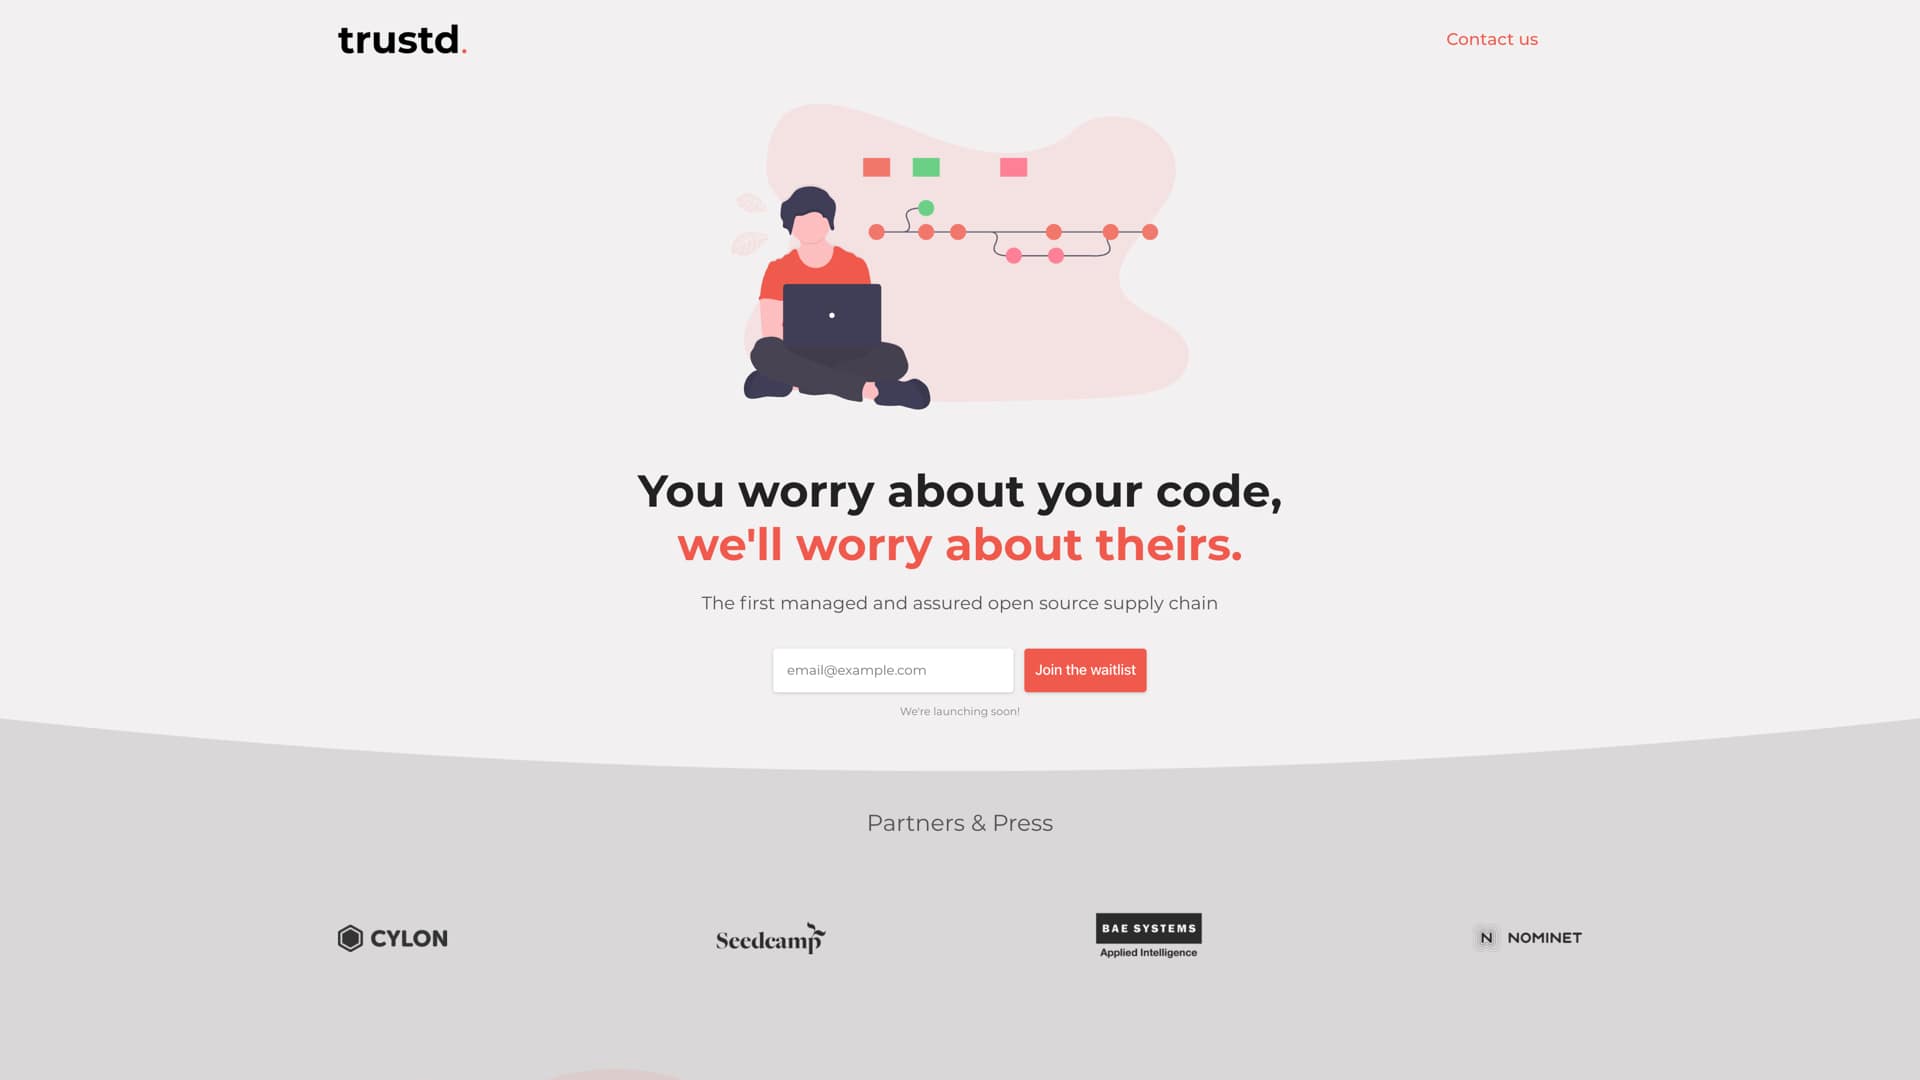 trustd.
Contact us
You worry about your code,
we'll worry about theirs.
The first managed and assured open source supply chain
email@example.com
Join the waitlist
We're launching soon!
Partners & Press
CYLON
Seedcamp
BAE SYSTEMS
Applied Intelligence
N NOMINET